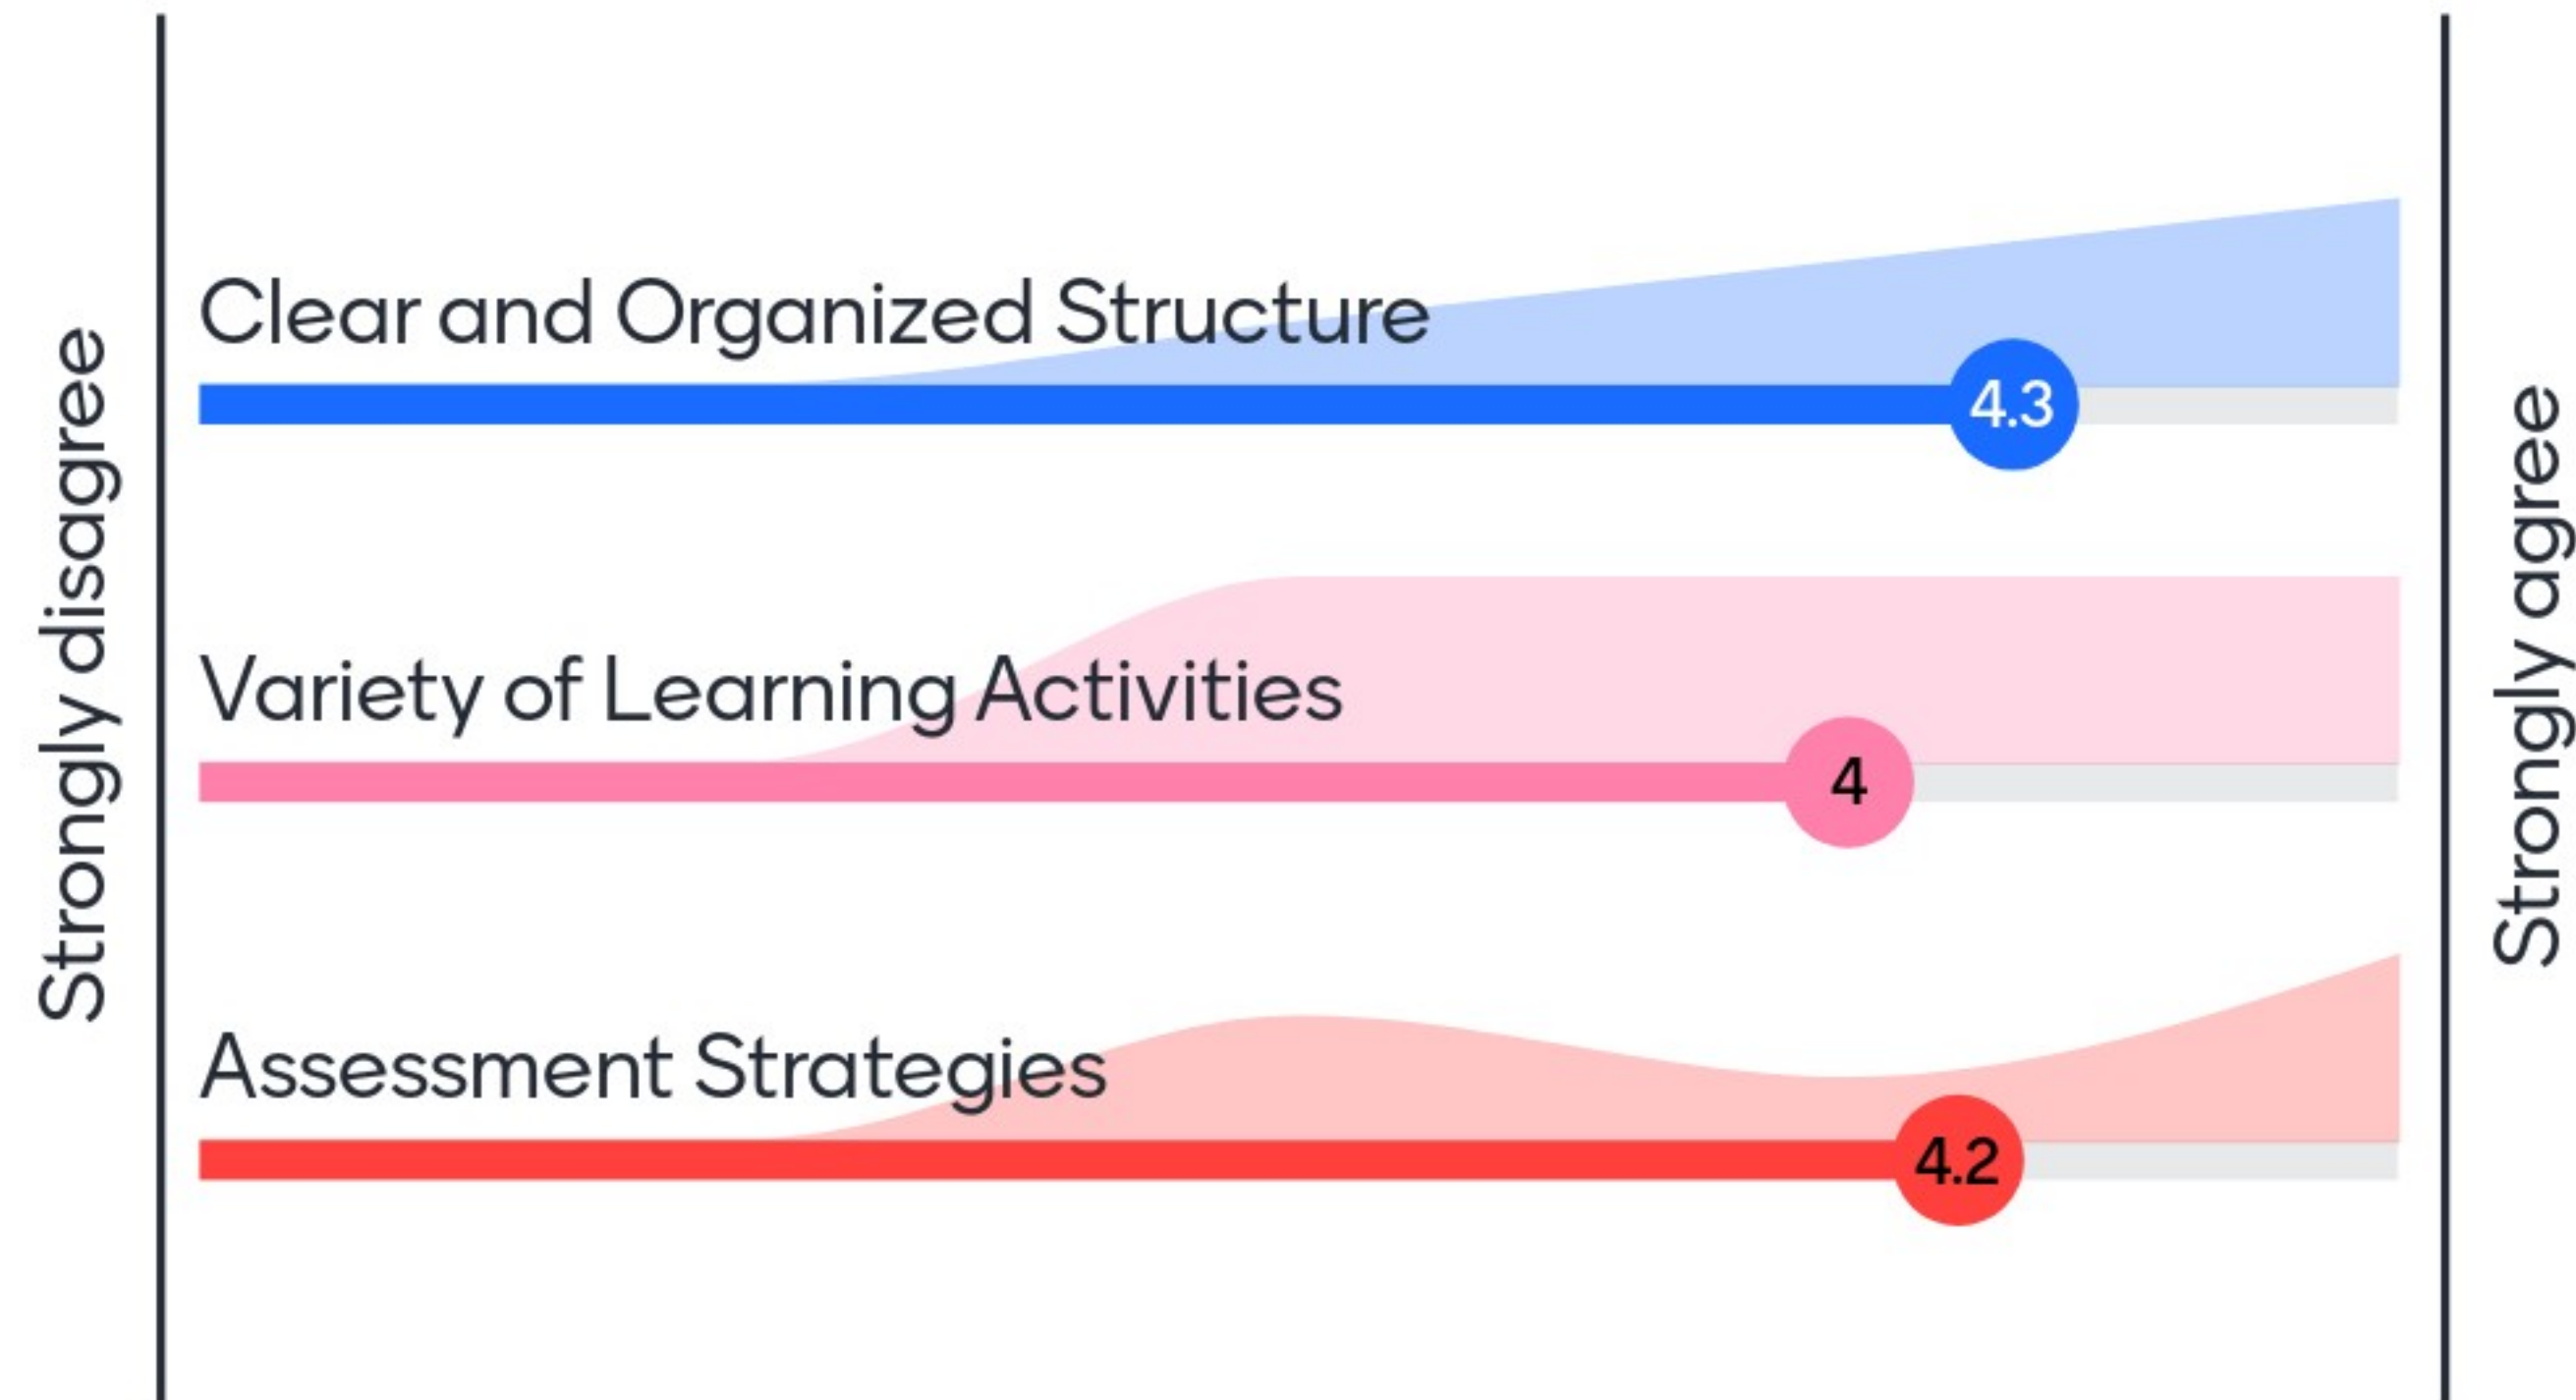 Strongly disagree
Clear and Organized Structure
4.3
Variety of Learning Activities
4
Assessment Strategies
4.2
Strongly agree